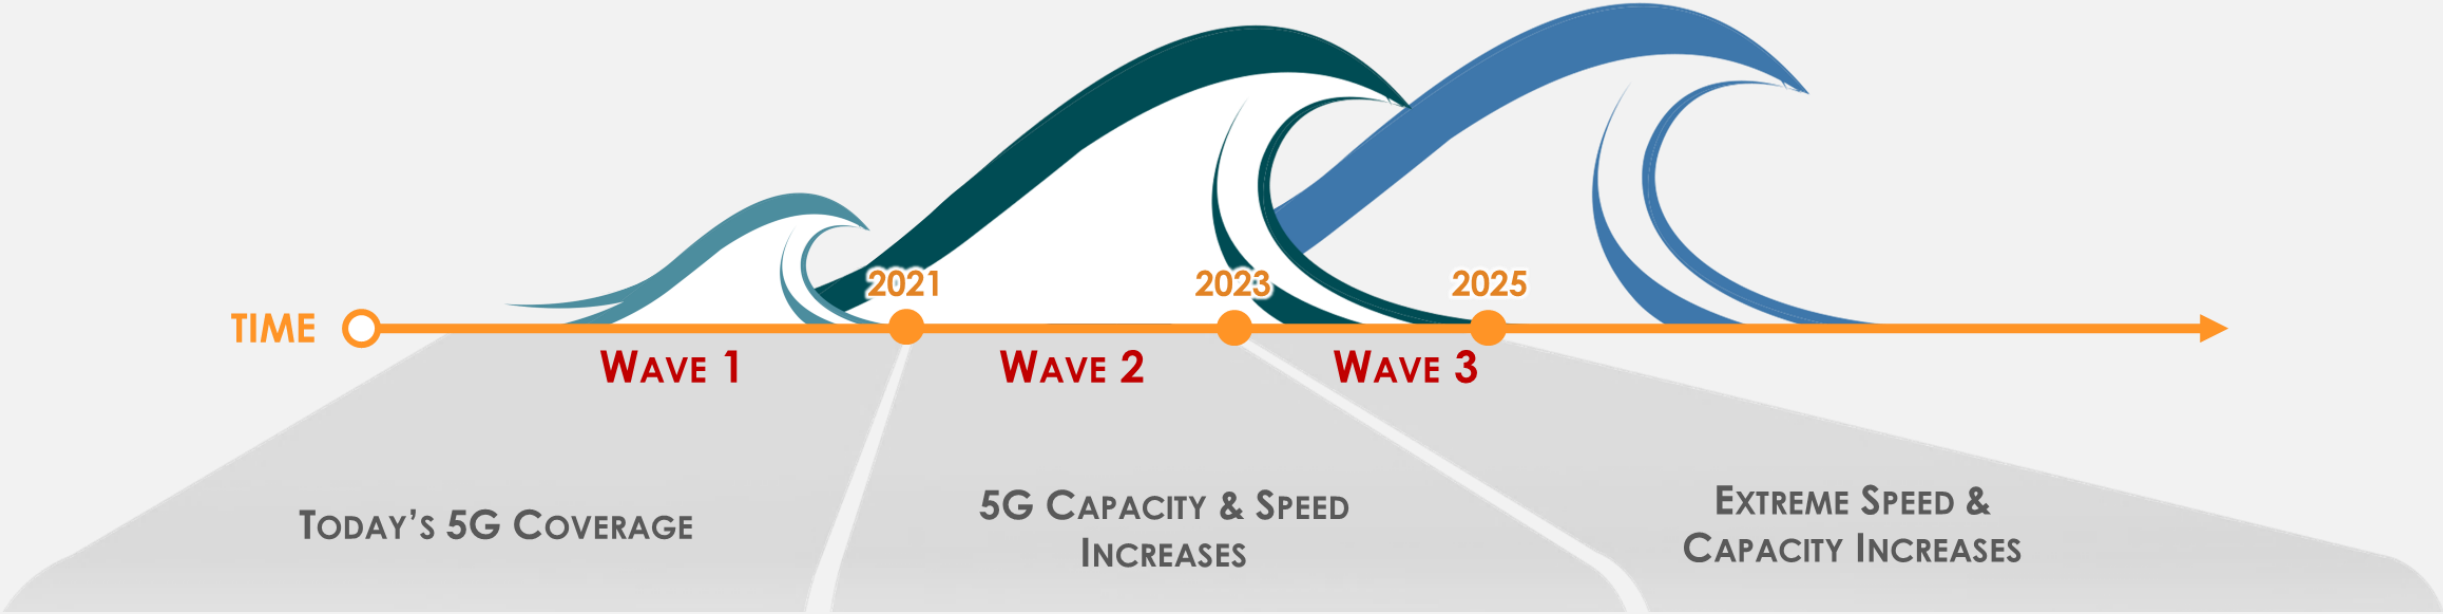 2021
2023
2025
TIME
WAVE 1
WAVE 2
WAVE 3
TODAY'S 5G COVERAGE
5G CAPACITY & SPEED
INCREASES
EXTREME SPEED &
CAPACITY INCREASES